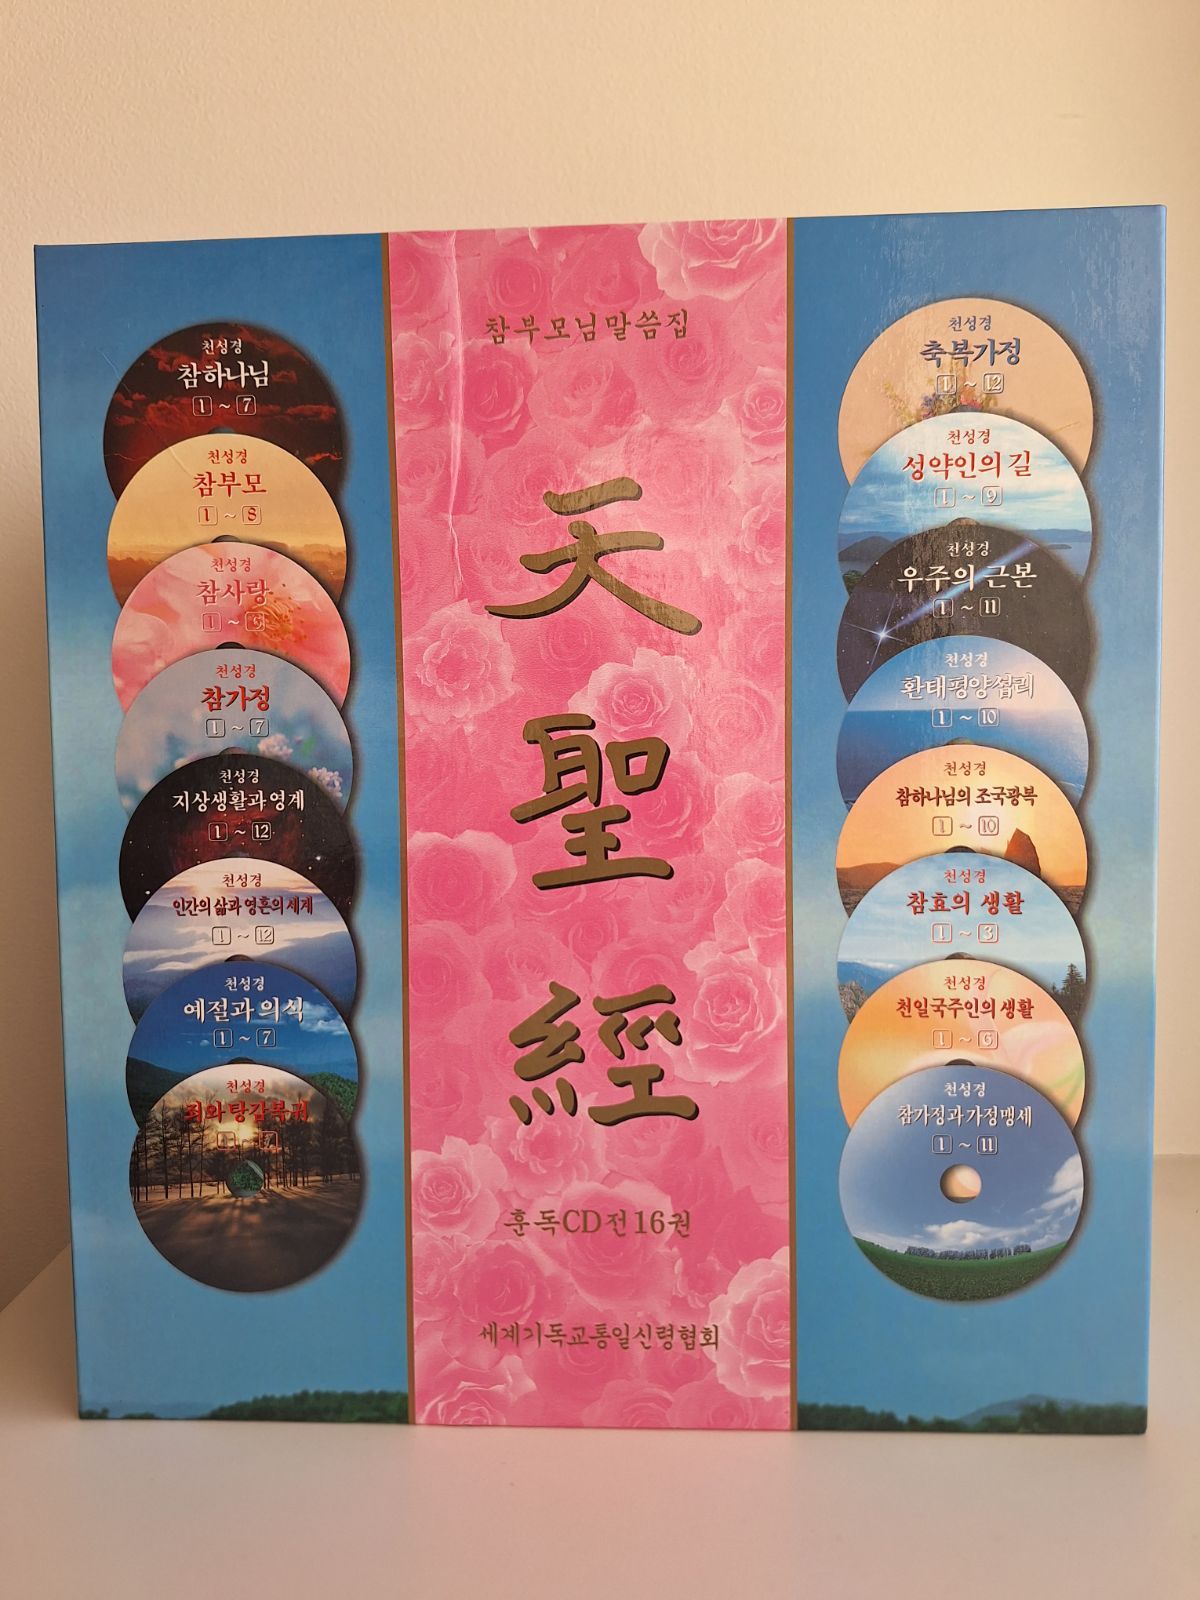 참부모님말씀집
天
聖
經
훈독CD전16권
세계기독교통일신령협회
천성경
참하나님
1 ~ 7
천성경
참부모
1 ~ 8
천성경
참사랑
1 ~ 6
천성경
참가정
1 ~ 7
천성경
지상생활과 영계
1 ~ 12
천성경
인간의 삶과 영혼의 세계
1 ~ 12
천성경
예절과 의식
1 ~ 7
천성경
죄와 탕감복귀
1 ~ 7
천성경
축복가정
1 ~ 12
천성경
성약인의 길
1 ~ 9
천성경
우주의 근본
1 ~ 11
천성경
환태평양섭리
1 ~ 10
천성경
참하나님의 조국광복
1 ~ 10
천성경
참효의 생활
1 ~ 3
천성경
천일국주인의 생활
1 ~ 6
천성경
참가정과 가정맹세
1 ~ 11